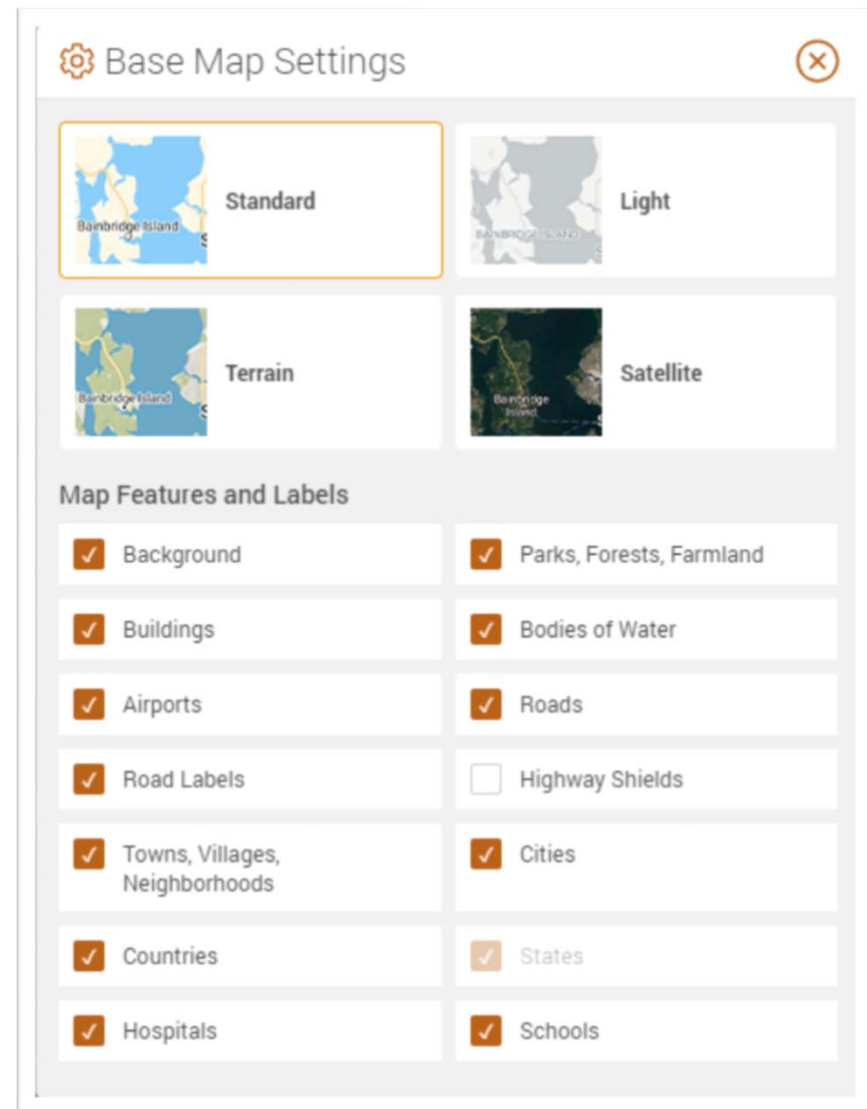 Base Map Settings
Bainbridge Island
S
Standard
BAINBRIDGE ISLAND
S
Light
Bainbridge Island
S
Terrain
Bainbridge
Island
Satellite
Map Features and Labels
Background
Parks, Forests, Farmland
Buildings
Bodies of Water
Airports
Roads
Road Labels
Highway Shields
Towns, Villages,
Neighborhoods
Cities
Countries
States
Hospitals
Schools